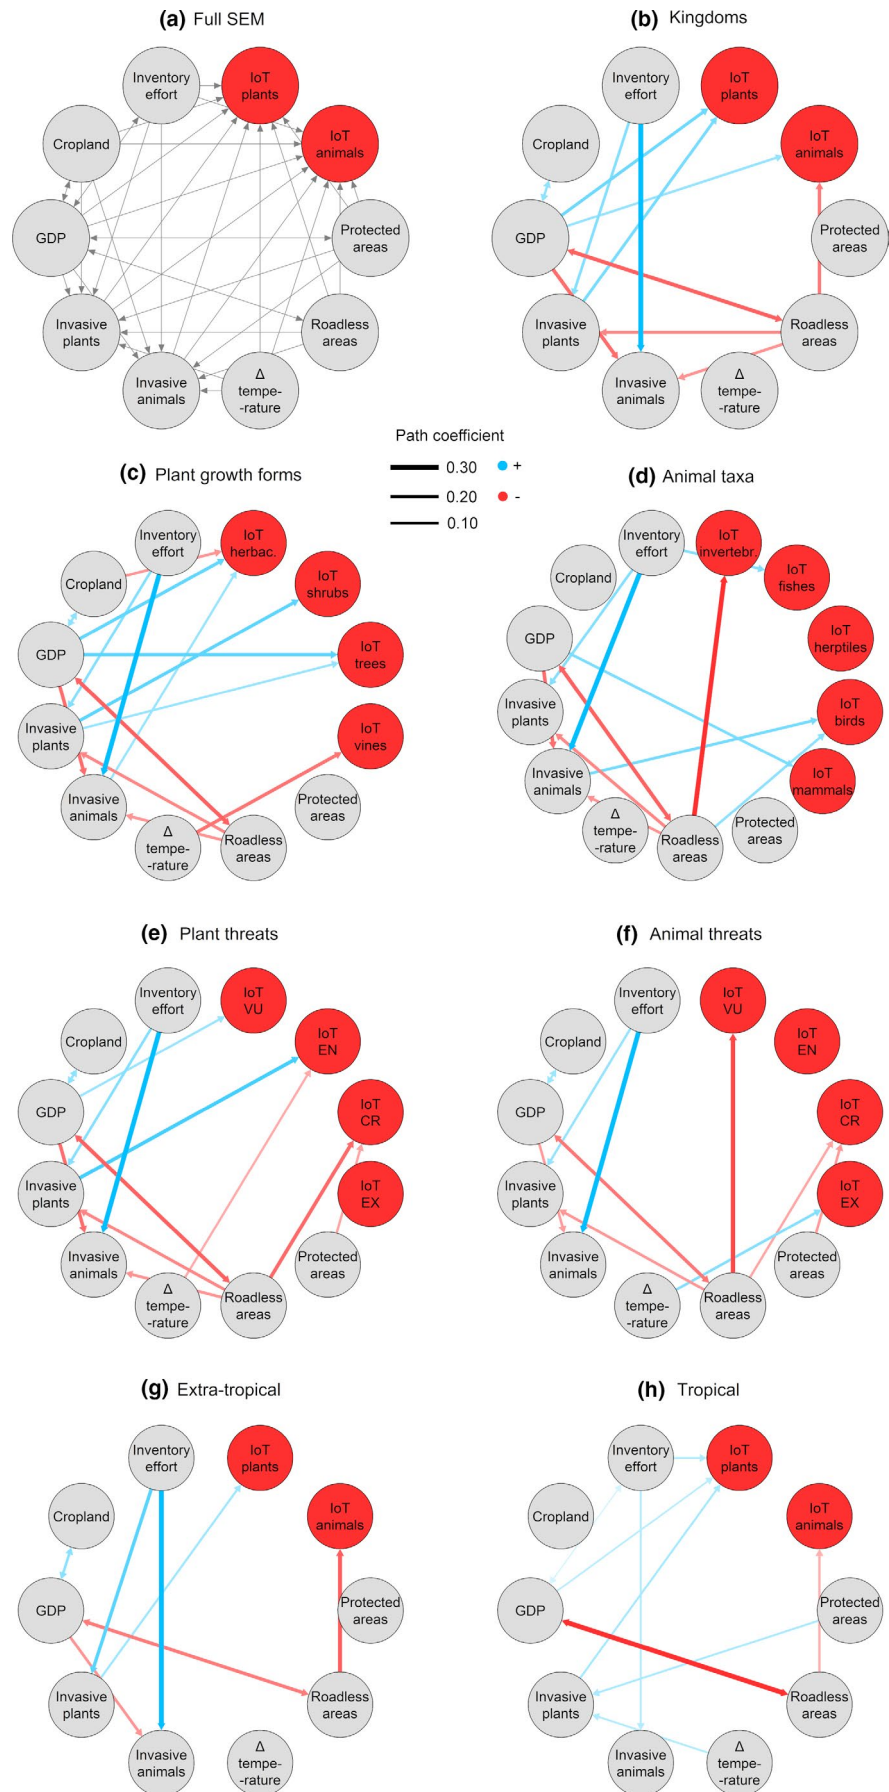 (a) Full SEM
Inventory
effort
IoT
plants
Cropland
IoT
animals
GDP
Protected
areas
Invasive
plants
Roadless
areas
Invasive
animals
Δ
tempe-
-rature
(b) Kingdoms
Inventory
effort
IoT
plants
Cropland
IoT
animals
GDP
Protected
areas
Invasive
plants
Roadless
areas
Invasive
animals
Δ
tempe-
-rature
Path coefficient
0.30
+
0.20
-
0.10
(c) Plant growth forms
Inventory
effort
IoT
herbac.
Cropland
IoT
shrubs
GDP
IoT
trees
Invasive
plants
IoT
vines
Invasive
animals
Protected
areas
Δ
tempe-
-rature
Roadless
areas
(d) Animal taxa
Inventory
effort
IoT
invertebr.
Cropland
IoT
fishes
GDP
IoT
herptiles
Invasive
plants
IoT
birds
Invasive
animals
IoT
mammals
Δ
tempe-
-rature
Roadless
areas
Protected
areas
(e) Plant threats
Inventory
effort
IoT
VU
Cropland
IoT
EN
GDP
IoT
CR
Invasive
plants
IoT
EX
Invasive
animals
Protected
areas
Δ
tempe-
-rature
Roadless
areas
(f) Animal threats
Inventory
effort
IoT
VU
Cropland
IoT
EN
GDP
IoT
CR
Invasive
plants
IoT
EX
Invasive
animals
Protected
areas
Δ
tempe-
-rature
Roadless
areas
(g) Extra-tropical
Inventory
effort
IoT
plants
Cropland
IoT
animals
GDP
Protected
areas
Invasive
plants
Roadless
areas
Invasive
animals
Δ
tempe-
-rature
(h) Tropical
Inventory
effort
IoT
plants
Cropland
IoT
animals
GDP
Protected
areas
Invasive
plants
Roadless
areas
Invasive
animals
Δ
tempe-
-rature